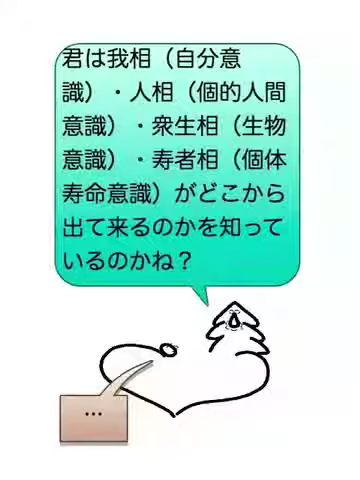 君は我相（自分意
識）・人相（個的人間
意識）・衆生相（生物
意識）・寿者相（個体
寿命意識）がどこから
出て来るのかを知って
いるのかね？
…